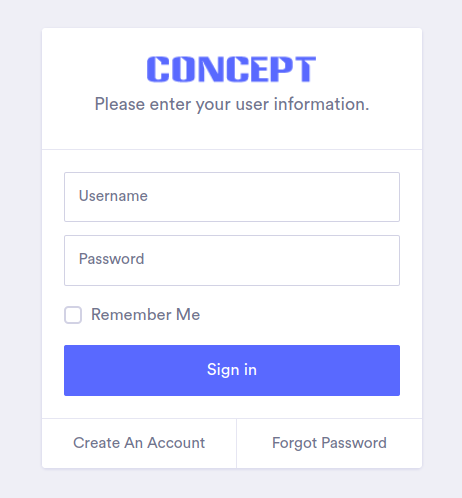 CONCEPT
Please enter your user information.
Username
Password
Remember Me
Sign in
Create An Account
Forgot Password